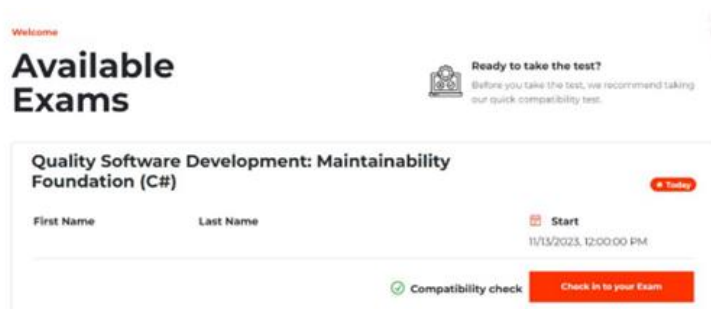 Welcome
Available
Exams
Ready to take the test?
Before you take the test, we recommend taking
our quick compatibility test.
Quality Software Development: Maintainability
Foundation (C#)
Today
First Name
Last Name
Start
11/13/2023, 12:00:00 PM
Compatibility check
Check in to your Exam